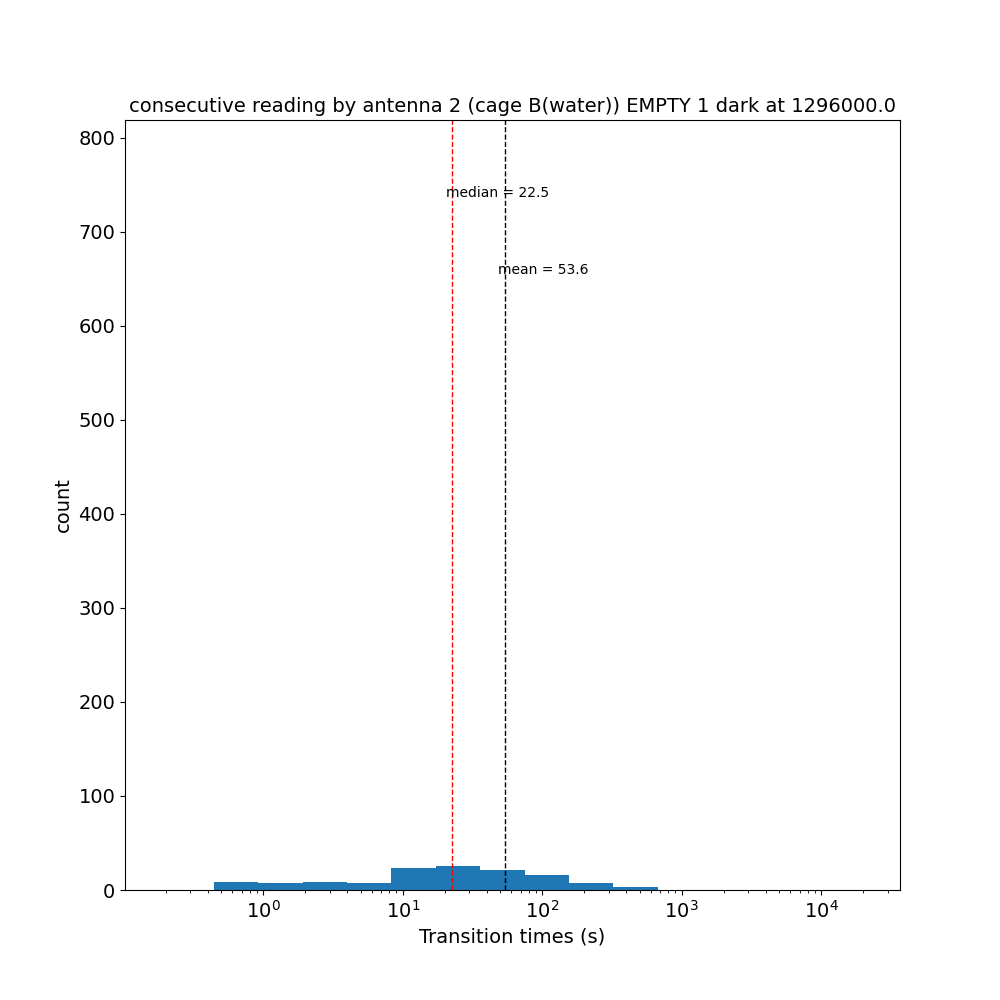 consecutive reading by antenna 2 (cage B(water)) EMPTY 1 dark at 1296000.0
800
median = 22.5
700
mean = 53.6
600
500
count
400
300
200
100
0
10⁰ 10¹ 10² 10³ 10⁴
Transition times (s)